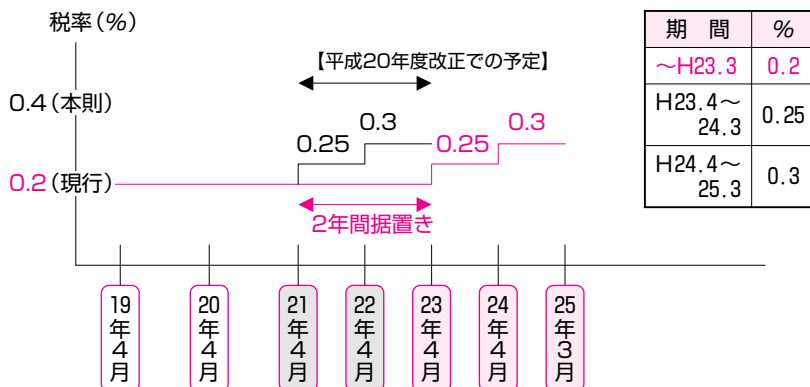 税率(%)
【平成20年度改正での予定】
0.4(本則)
0.25
0.3
0.25
0.3
0.2(現行)
2年間据置き
19年4月
20年4月
21年4月
22年4月
23年4月
24年4月
25年3月
期 間 %
～H23.3 0.2
H23.4～
24.3 0.25
H24.4～
25.3 0.3